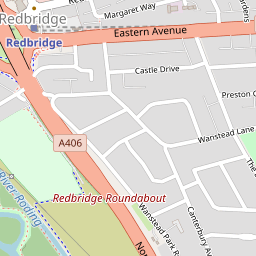 Margaret Way
Redbridge
Redbridge
Eastern Avenue
Castle Drive
Preston
Wanstead Lane
A406
Redbridge Roundabout
River Roding
Wanstead Park
Canterbury
The